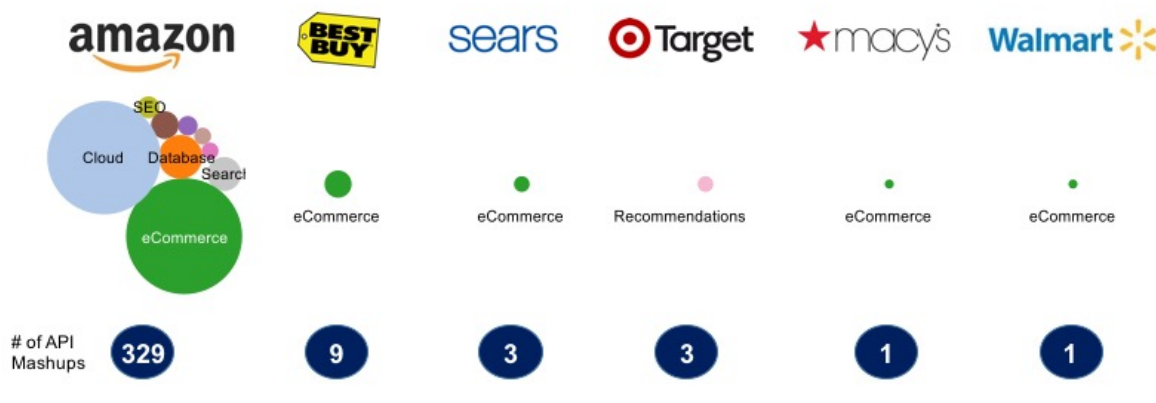 amazon
BEST
BUY
sears
Target
macy's
Walmart
SEO
Cloud
Database
Search
eCommerce
eCommerce
eCommerce
Recommendations
eCommerce
eCommerce
# of API
Mashups
329
9
3
3
1
1